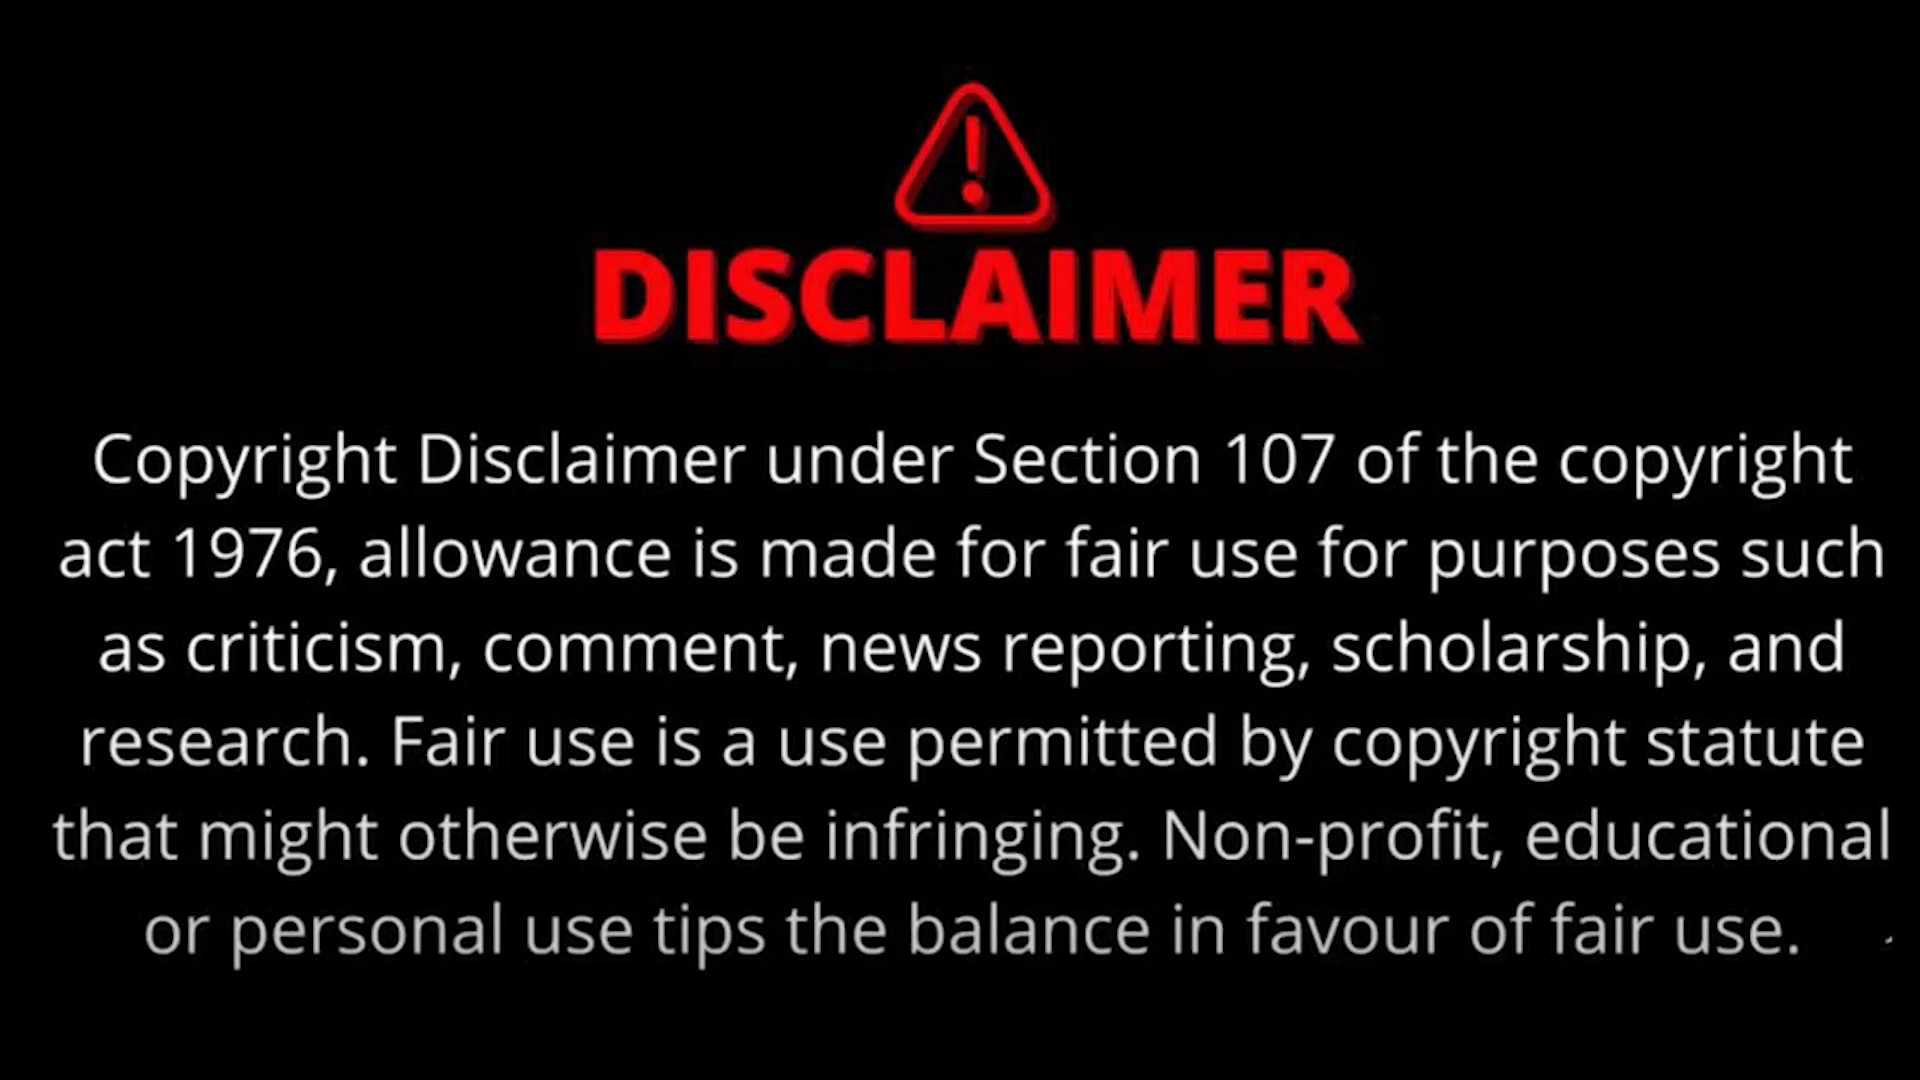 DISCLAIMER
Copyright Disclaimer under Section 107 of the copyright
act 1976, allowance is made for fair use for purposes such
as criticism, comment, news reporting, scholarship, and
research. Fair use is a use permitted by copyright statute
that might otherwise be infringing. Non-profit, educational
or personal use tips the balance in favour of fair use.